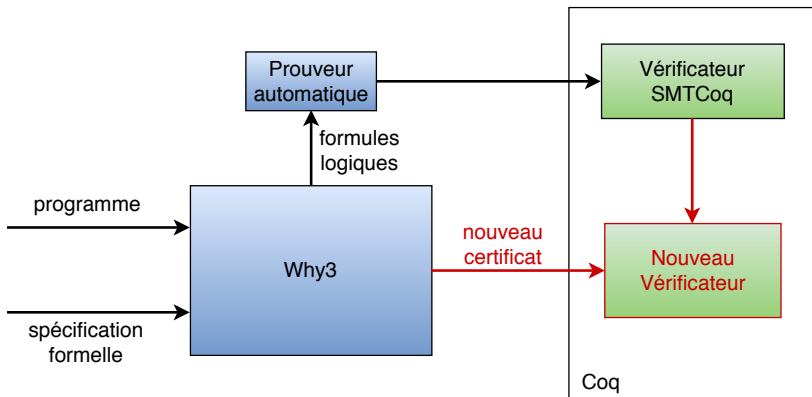 Prouveur
automatique
Vérificateur
SMTCoq
formules
logiques
programme
Why3
nouveau
certificat
Nouveau
Vérificateur
spécification
formelle
Coq